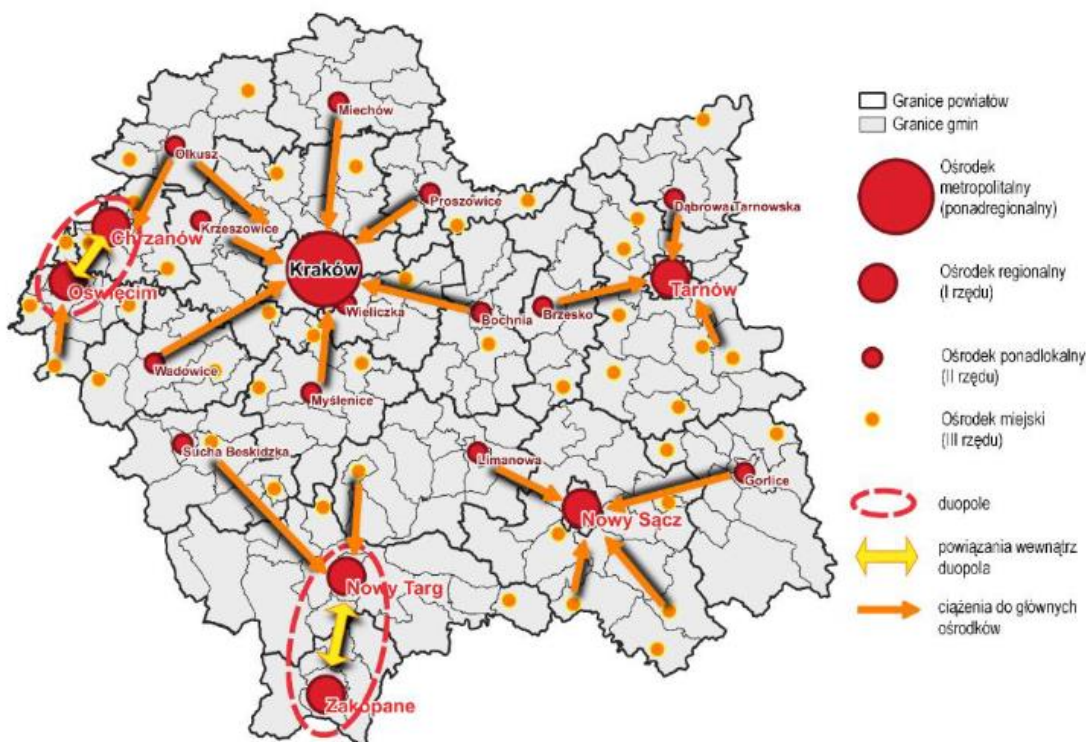 Miechów
Olkusz
Proszowice
Dąbrowa Tarnowska
Krzeszowice
Chrzanów
Kraków
Oświęcim
Tarnów
Wieliczka
Bochnia
Brzesko
Wadowice
Myślenice
Sucha Beskidzka
Limanowa
Gorlice
Nowy Sącz
Nowy Targ
Zakopane
Granice powiatów
Granice gmin
Ośrodek
metropolitalny
(ponadregionalny)
Ośrodek regionalny
(I rzędu)
Ośrodek ponadlokalny
(II rzędu)
Ośrodek miejski
(III rzędu)
duopole
powiązania wewnątrz
duopola
ciążenia do głównych
ośrodków